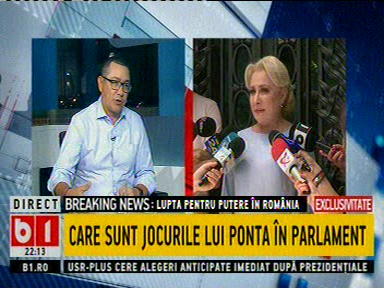 DIRECT
BREAKING NEWS: LUPTA PENTRU PUTERE ÎN ROMÂNIA
EXCLUSIVITATE
b1
22:13
CARE SUNT JOCURILE LUI PONTA ÎN PARLAMENT
B1.RO
USR-PLUS CERE ALEGERI ANTICIPATE IMEDIAT DUPĂ PREZIDENȚIALE